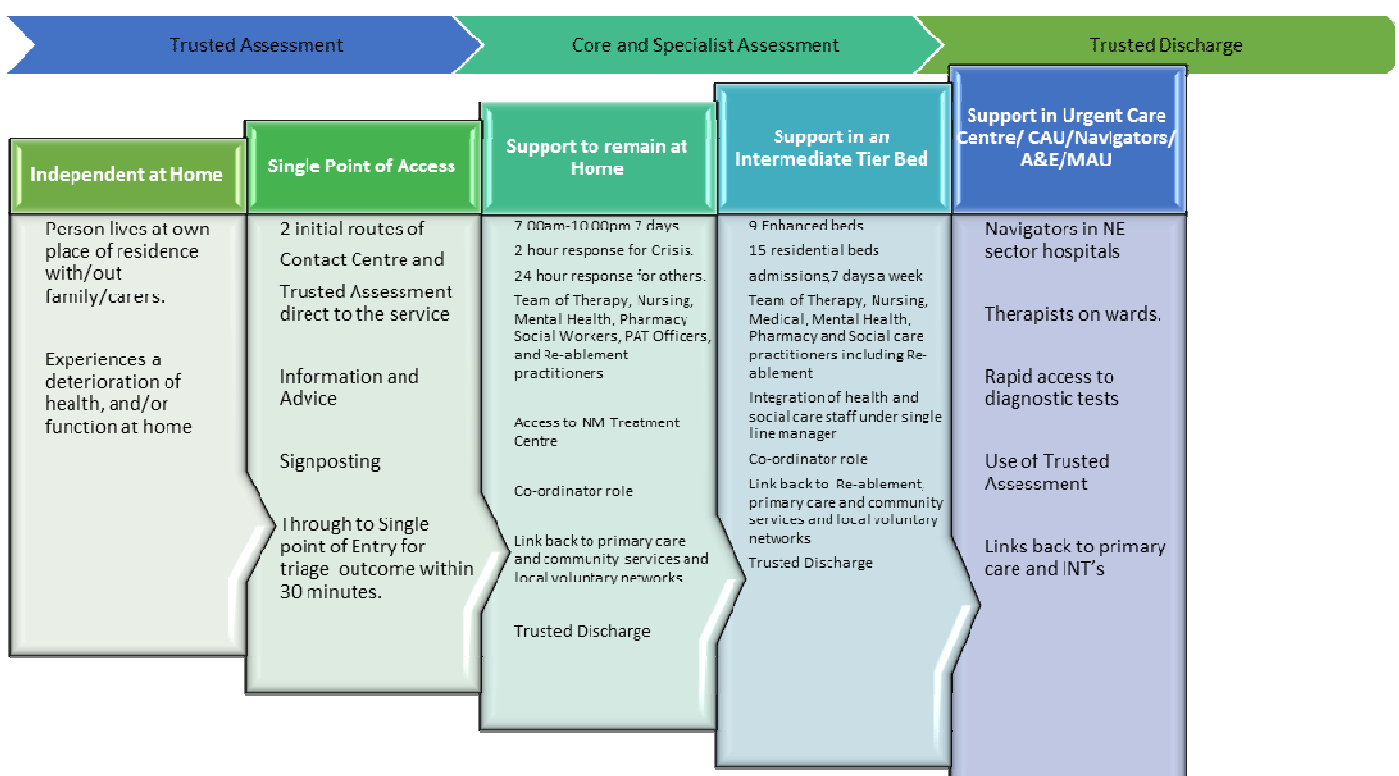 Trusted Assessment
Core and Specialist Assessment
Trusted Discharge
Independent at Home
Person lives at own
place of residence
with/out
family/carers.
Experiences a
deterioration of
health, and/or
function at home
Single Point of Access
2 initial routes of
Contact Centre and
Trusted Assessment
direct to the service
Information and
Advice
Signposting
Through to Single
point of Entry for
triage outcome within
30 minutes.
Support to remain at
Home
7.00am-10.00pm 7 days.
2 hour response for Crisis.
24 hour response for others.
Team of Therapy, Nursing,
Mental Health, Pharmacy
Social Workers, PAT Officers,
and Re-ablement
practitioners
Access to NM Treatment
Centre
Co-ordinator role
Link back to primary care
and community services and
local voluntary networks
Trusted Discharge
Support in an
Intermediate Tier Bed
9 Enhanced beds
15 residential beds
admissions,7 days a week
Team of Therapy, Nursing,
Medical, Mental Health,
Pharmacy and Social care
practitioners including Re-
ablement
Integration of health and
social care staff under single
line manager
Co-ordinator role
Link back to Re-ablement,
primary care and community
services and local voluntary
networks
Trusted Discharge
Support in Urgent Care
Centre/ CAU/Navigators/
A&E/MAU
Navigators in NE
sector hospitals
Therapists on wards.
Rapid access to
diagnostic tests
Use of Trusted
Assessment
Links back to primary
care and INT's